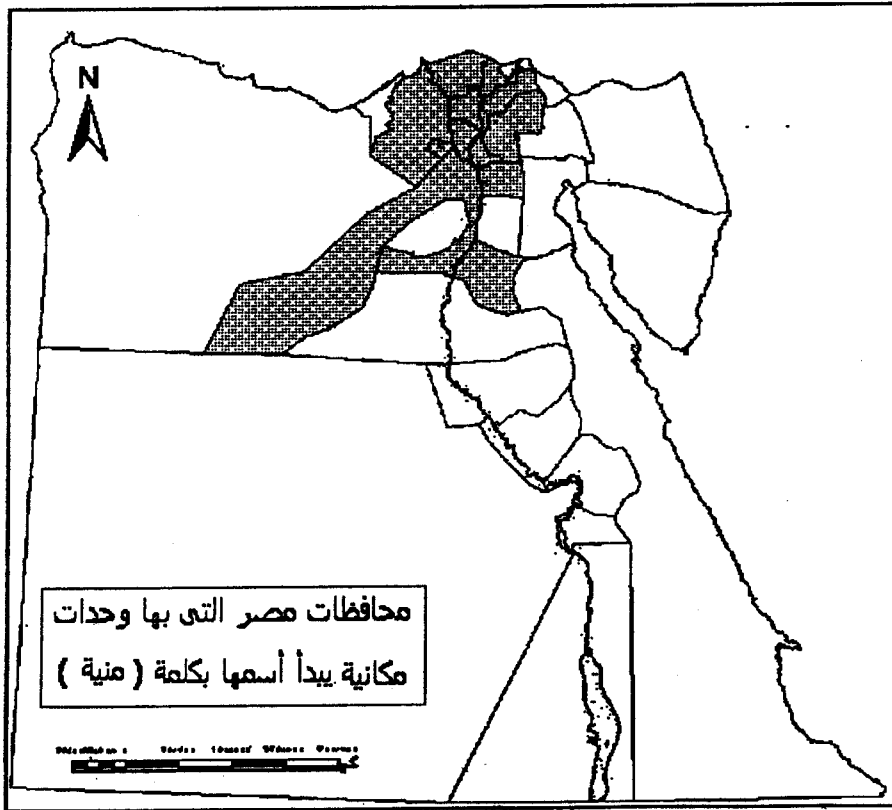 N
محافظات مصر التى بها وحدات
مكانية يبدأ أسمها بكلمة ( منية )